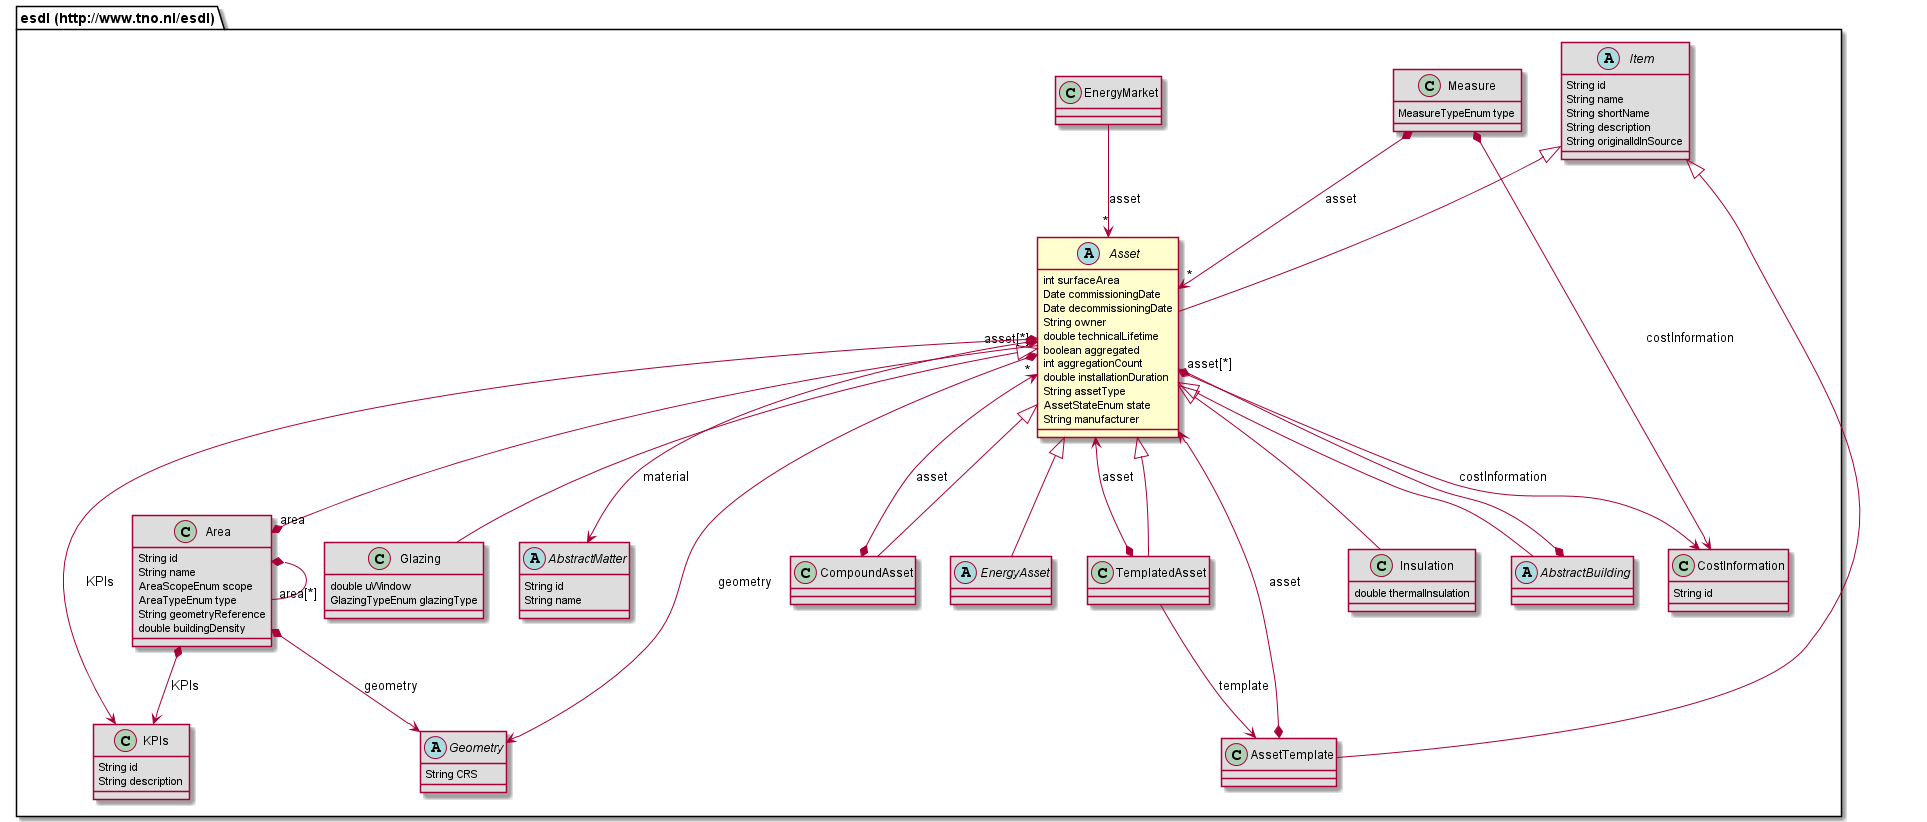 esdl (http://www.tno.nl/esdl)
A Item
String id
String name
String shortName
String description
String originalIdInSource
C Measure
MeasureTypeEnum type
C EnergyMarket
asset
*
asset
*
costInformation
A Asset
int surfaceArea
Date commissioningDate
Date decommissioningDate
String owner
double technicalLifetime
boolean aggregated
int aggregationCount
double installationDuration
String assetType
AssetStateEnum state
String manufacturer
asset[*]
*
asset[*]
area
material
asset
asset
costInformation
C Area
String id
String name
AreaScopeEnum scope
AreaTypeEnum type
String geometryReference
double buildingDensity
area[*]
C Glazing
double uWindow
GlazingTypeEnum glazingType
A AbstractMatter
String id
String name
C CompoundAsset
A EnergyAsset
C TemplatedAsset
C Insulation
double thermalInsulation
A AbstractBuilding
C CostInformation
String id
KPIs
geometry
asset
KPIs
geometry
template
C KPIs
String id
String description
A Geometry
String CRS
C AssetTemplate